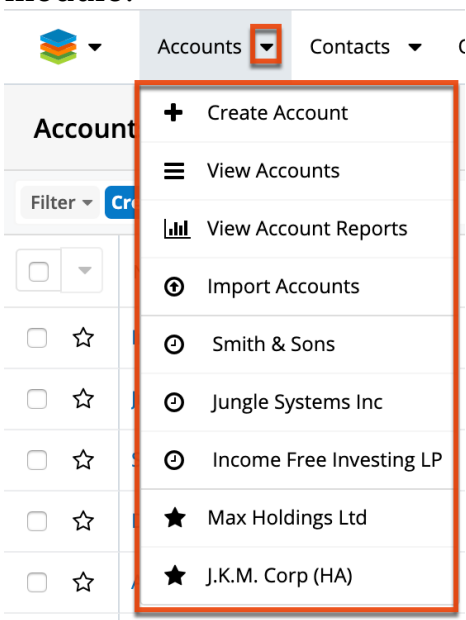 module.
Accounts Contacts
Account
Create Account
View Accounts
Filter
View Account Reports
Import Accounts
Smith & Sons
Jungle Systems Inc
Income Free Investing LP
Max Holdings Ltd
J.K.M. Corp (HA)